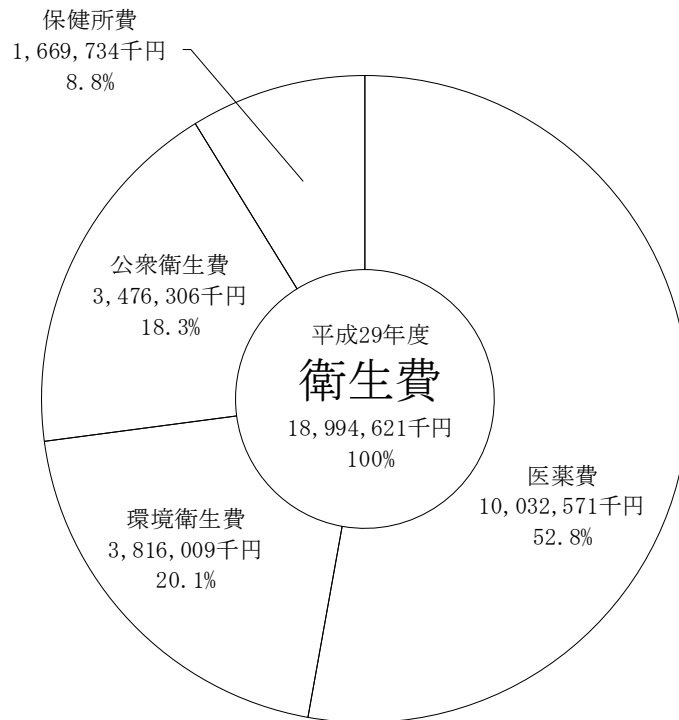 保健所費
1,669,734千円
8.8%
公衆衛生費
3,476,306千円
18.3%
平成29年度
衛生費
18,994,621千円
100%
医薬費
10,032,571千円
52.8%
環境衛生費
3,816,009千円
20.1%